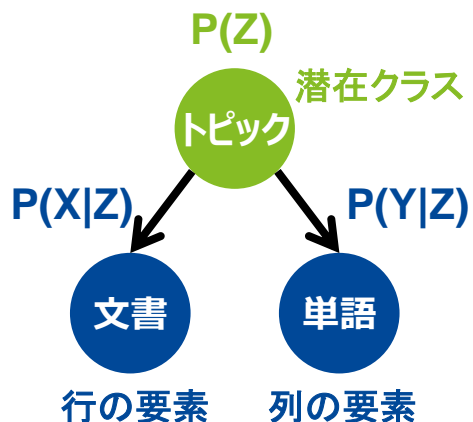 P(Z)
潜在クラス
トピック
P(X|Z)
P(Y|Z)
文書
単語
行の要素
列の要素